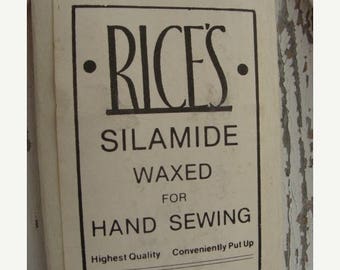 • RICE'S •
SILAMIDE
WAXED
FOR
HAND SEWING
Highest Quality Conveniently Put Up